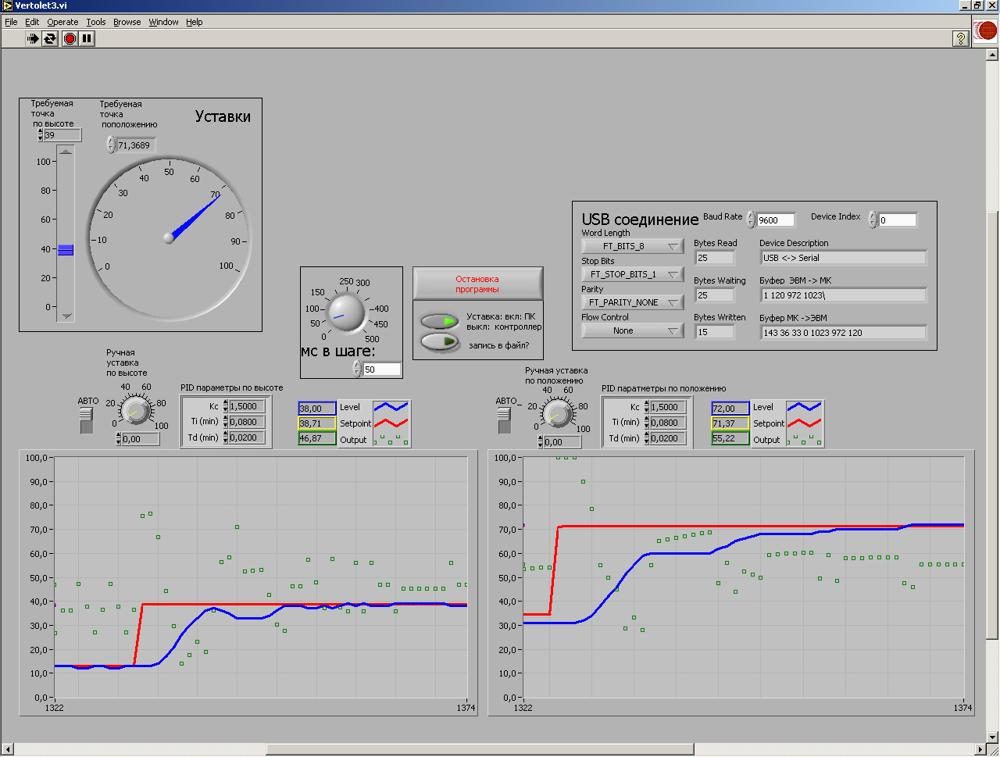 Vertolet3.vi
File Edit Operate Tools Browse Window Help
?
Требуемая
точка
по высоте
39
Требуемая
точка
поположению
71,3689
Уставки
100
80
60
40
20
0
0
10
20
30
40
50
60
70
80
90
100
0
50
100
150
250
300
400
450
500
мс в шаге:
50
Остановка
программы
Уставка: вкл: ПК
выкл: контроллер
запись в файл?
USB соединение
Baud Rate 9600
Device Index 0
Word Length
FT_BITS_8
Stop Bits
FT_STOP_BITS_1
Parity
FT_PARITY_NONE
Flow Control
None
Bytes Read
25
Bytes Waiting
25
Bytes Written
15
Device Description
USB <-> Serial
Буфер ЭВМ -> МК
1 120 972 1023\
Буфер МК ->ЭВМ
143 36 33 0 1023 972 120
Ручная
уставка
по высоте
АВТО
0
20
40
60
80
100
0,00
PID параметры по высоте
Kc 1,5000
Ti (min) 0,0800
Td (min) 0,0200
38,00 Level
38,71 Setpoint
46,87 Output
100,0
90,0
80,0
70,0
60,0
50,0
40,0
30,0
20,0
10,0
0,0
1322 1374
Ручная уставка
по положению
АВТО
0
20
40
60
80
100
0,00
PID паратметры по положению
Kc 1,5000
Ti (min) 0,0800
Td (min) 0,0200
72,00 Level
71,37 Setpoint
55,22 Output
100,0
90,0
80,0
70,0
60,0
50,0
40,0
30,0
20,0
10,0
0,0
1322 1374